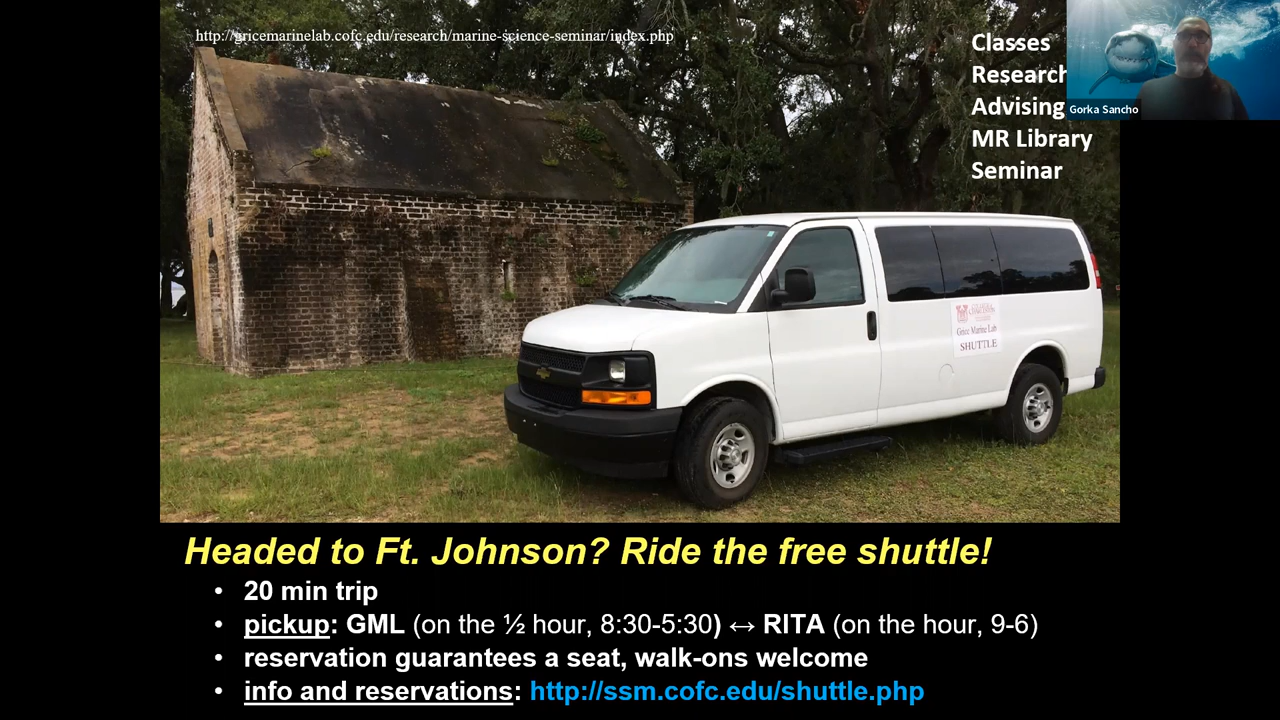 http://gricemarinelab.cofc.edu/research/marine-science-seminar/index.php
Classes
Research
Advising
MR Library
Seminar
Gorka Sancho
Grice Marine Lab
SHUTTLE
Headed to Ft. Johnson? Ride the free shuttle!
• 20 min trip
• pickup: GML (on the ½ hour, 8:30-5:30) ↔ RITA (on the hour, 9-6)
• reservation guarantees a seat, walk-ons welcome
• info and reservations: http://ssm.cofc.edu/shuttle.php